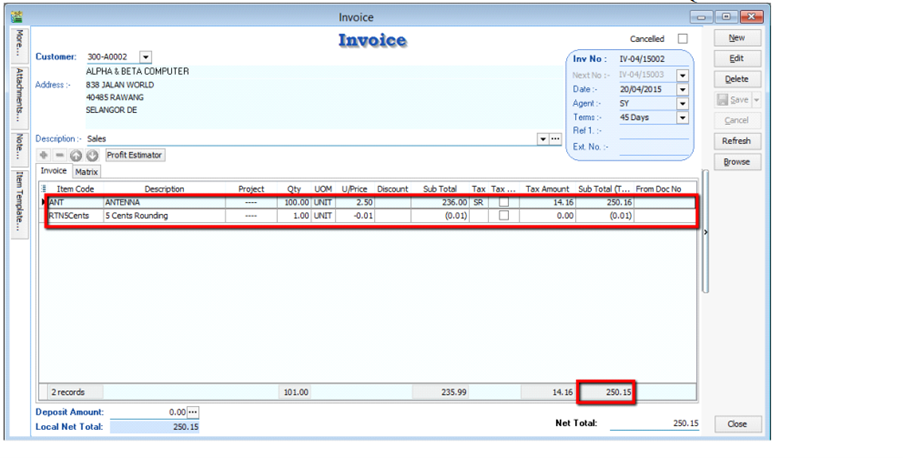 Invoice
Invoice
Cancelled
Customer: 300-A0002
ALPHA & BETA COMPUTER
Address :- 838 JALAN WORLD
40485 RAWANG
SELANGOR DE
Inv No : IV-04/15002
Next No :- IV-04/15003
Date :- 20/04/2015
Agent :- SY
Terms :- 45 Days
Ref 1. :-
Ext. No. :-
Description :- Sales
Profit Estimator
Invoice Matrix
Item Code Description Project Qty UOM U/Price Discount Sub Total Tax Tax ... Tax Amount Sub Total (T... From Doc No
ANT ANTENNA ---- 100.00 UNIT 2.50 236.00 SR 14.16 250.16
RTN5Cents 5 Cents Rounding ---- 1.00 UNIT -0.01 (0.01) 0.00 (0.01)
2 records 101.00 235.99 14.16 250.15
Deposit Amount: 0.00
Local Net Total: 250.15
Net Total: 250.15
More...
Attachments...
Note...
Item Template...
New
Edit
Delete
Save
Cancel
Refresh
Browse
Close